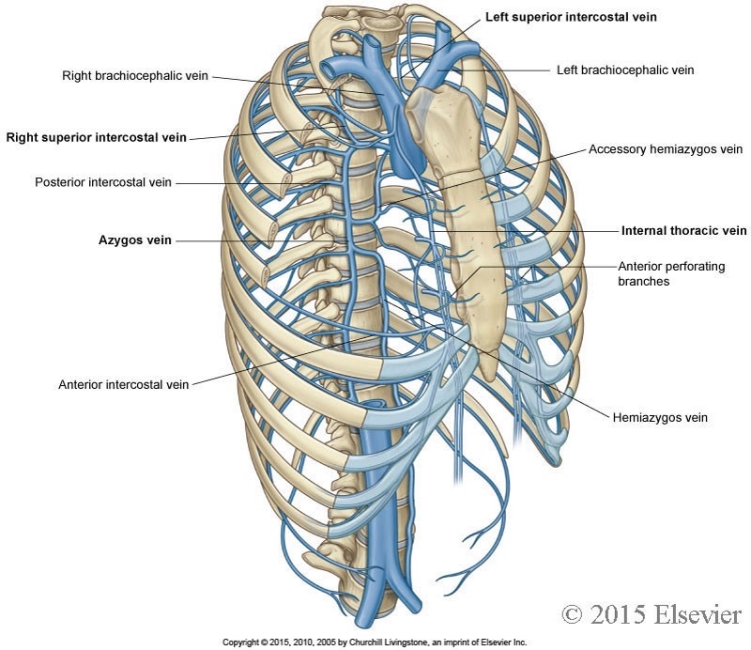 Left superior intercostal vein
Right brachiocephalic vein
Left brachiocephalic vein
Right superior intercostal vein
Accessory hemiazygos vein
Posterior intercostal vein
Internal thoracic vein
Azygos vein
Anterior perforating
branches
Anterior intercostal vein
Hemiazygos vein
© 2015 Elsevier
Copyright © 2015, 2010, 2005 by Churchill Livingstone, an imprint of Elsevier Inc.